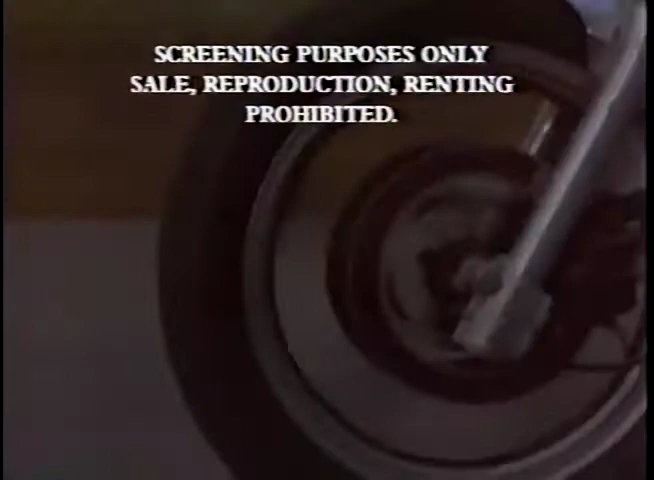 SCREENING PURPOSES ONLY
SALE, REPRODUCTION, RENTING
PROHIBITED.